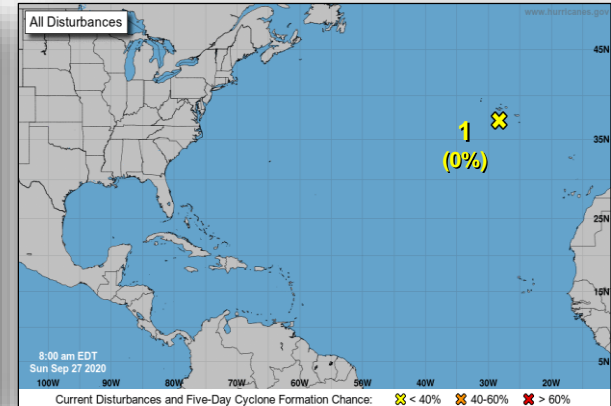 All Disturbances
www.hurricanes.gov
45N
1
(0%)
35N
25N
15N
5N
8:00 am EDT
Sun Sep 27 2020
100W 90W 80W 70W 60W 50W 40W 30W 20W
Current Disturbances and Five-Day Cyclone Formation Chance: < 40% 40-60% > 60%